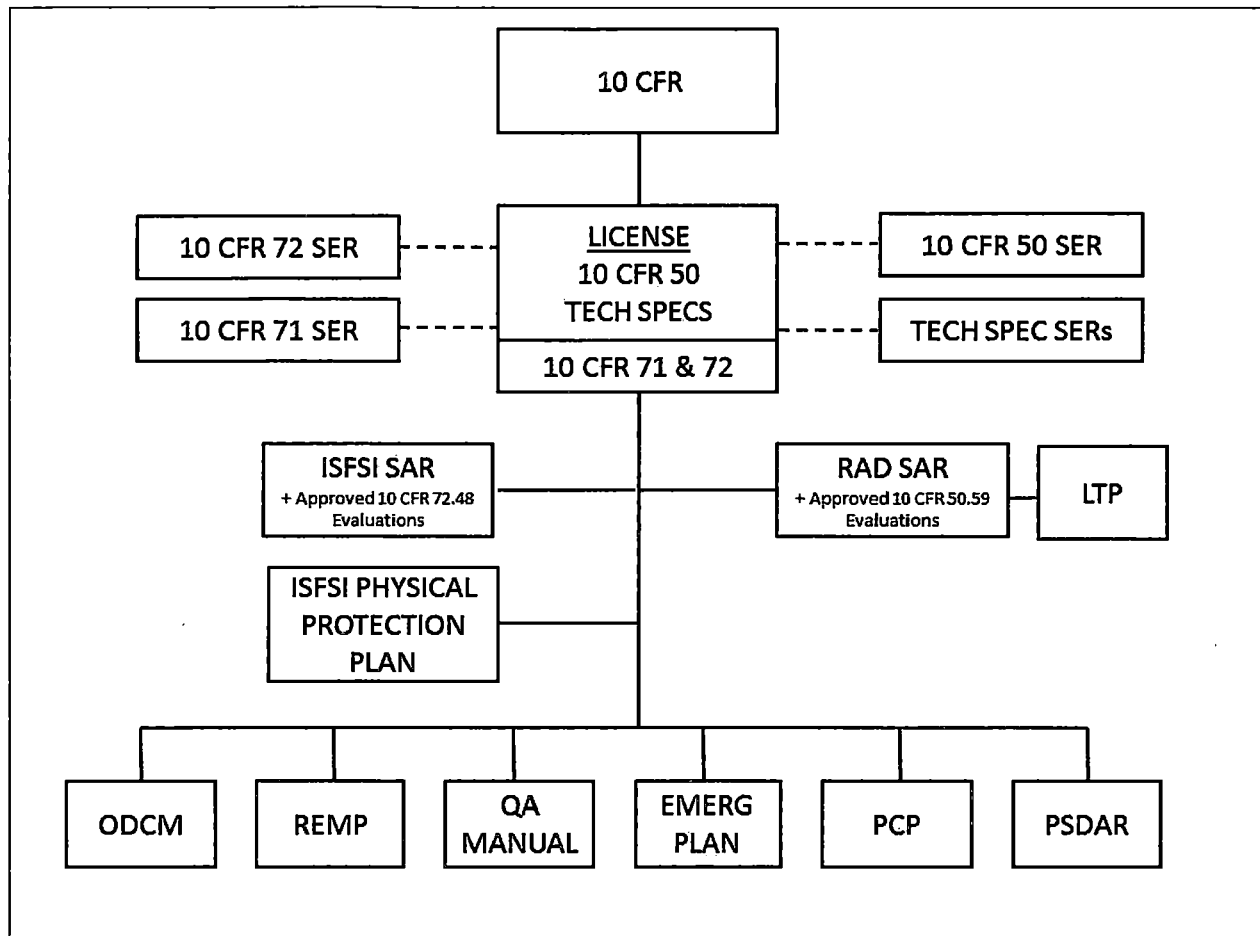 10 CFR
10 CFR 72 SER
10 CFR 71 SER
LICENSE
10 CFR 50
TECH SPECS
10 CFR 71 & 72
10 CFR 50 SER
TECH SPEC SERs
ISFSI SAR
+ Approved 10 CFR 72.48
Evaluations
RAD SAR
+ Approved 10 CFR 50.59
Evaluations
LTP
ISFSI PHYSICAL
PROTECTION
PLAN
ODCM
REMP
QA
MANUAL
EMERG
PLAN
PCP
PSDAR